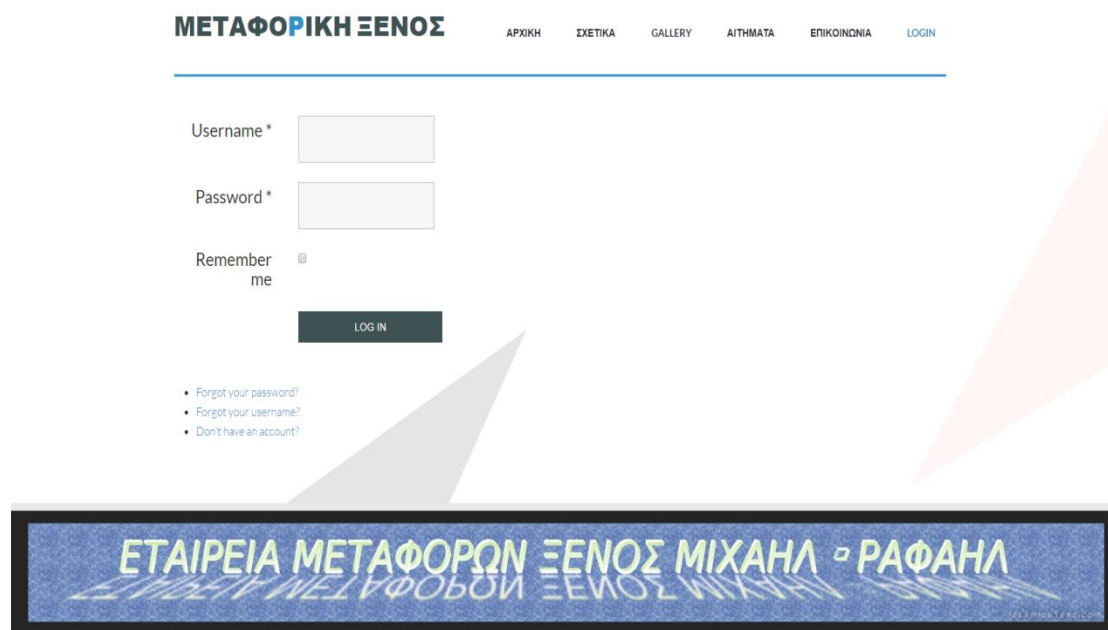 ΜΕΤΑΦΟΡΙΚΗ ΞΕΝΟΣ
ΑΡΧΙΚΗ ΣΧΕΤΙΚΑ GALLERY ΑΙΤΗΜΑΤΑ ΕΠΙΚΟΙΝΩΝΙΑ LOGIN
Username *
Password *
Remember
me
LOG IN
• Forgot your password?
• Forgot your username?
• Don't have an account?
ΕΤΑΙΡΕΙΑ ΜΕΤΑΦΟΡΩΝ ΞΕΝΟΣ ΜΙΧΑΗΛ ▫ ΡΑΦΑΗΛ